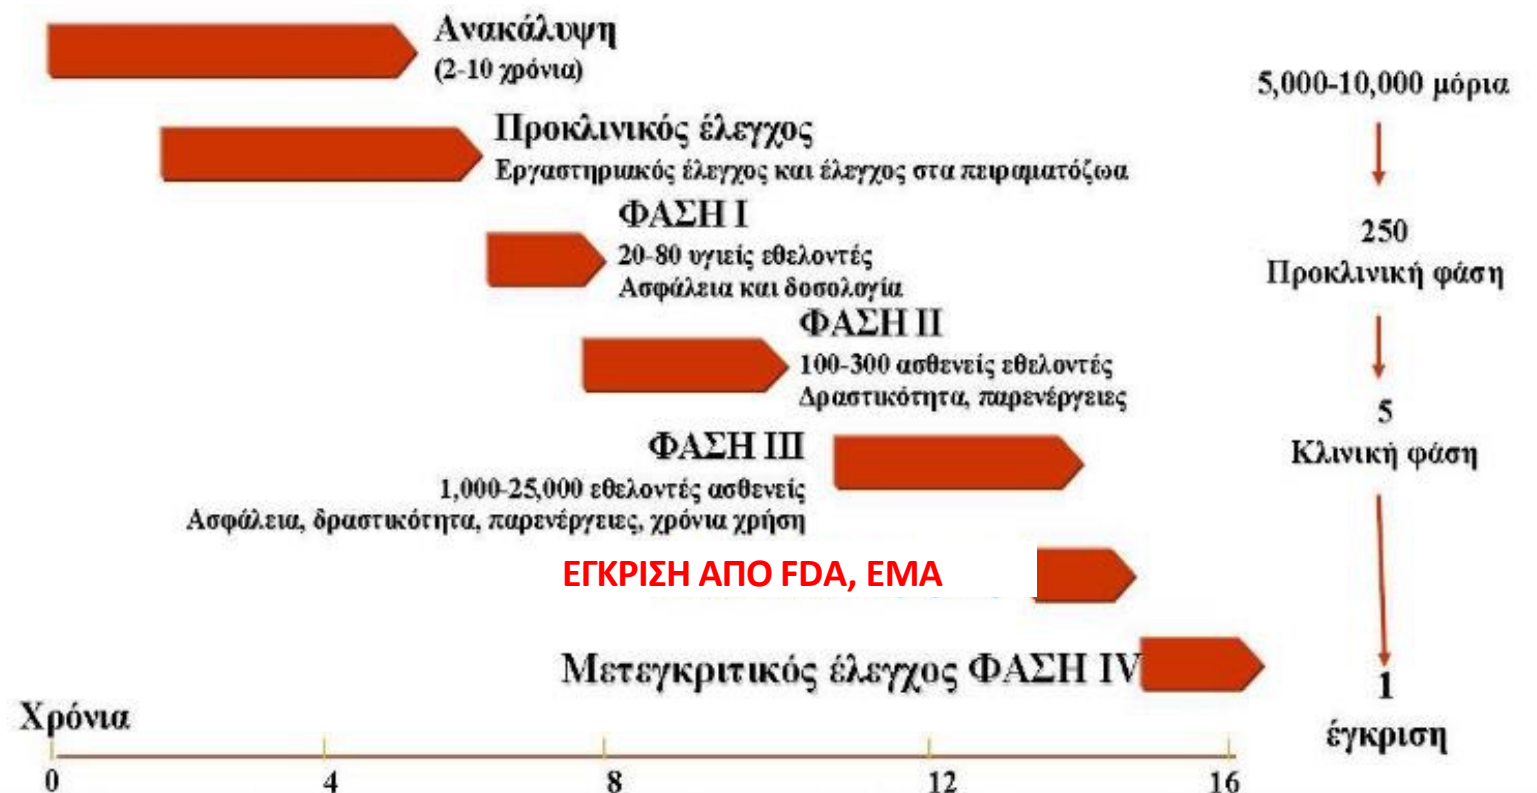 Ανακάλυψη
(2-10 χρόνια)
Προκλινικός έλεγχος
Εργαστηριακός έλεγχος και έλεγχος στα πειραματόζωα
ΦΑΣΗ Ι
20-80 υγιείς εθελοντές
Ασφάλεια και δοσολογία
ΦΑΣΗ ΙΙ
100-300 ασθενείς εθελοντές
Δραστικότητα, παρενέργειες
ΦΑΣΗ ΙΙΙ
1,000-25,000 εθελοντές ασθενείς
Ασφάλεια, δραστικότητα, παρενέργειες, χρόνια χρήση
ΕΓΚΡΙΣΗ ΑΠΟ FDA, EMA
Μετεγκριτικός έλεγχος ΦΑΣΗ IV
5,000-10,000 μόρια
250
Προκλινική φάση
5
Κλινική φάση
1
έγκριση
Χρόνια
0 4 8 12 16